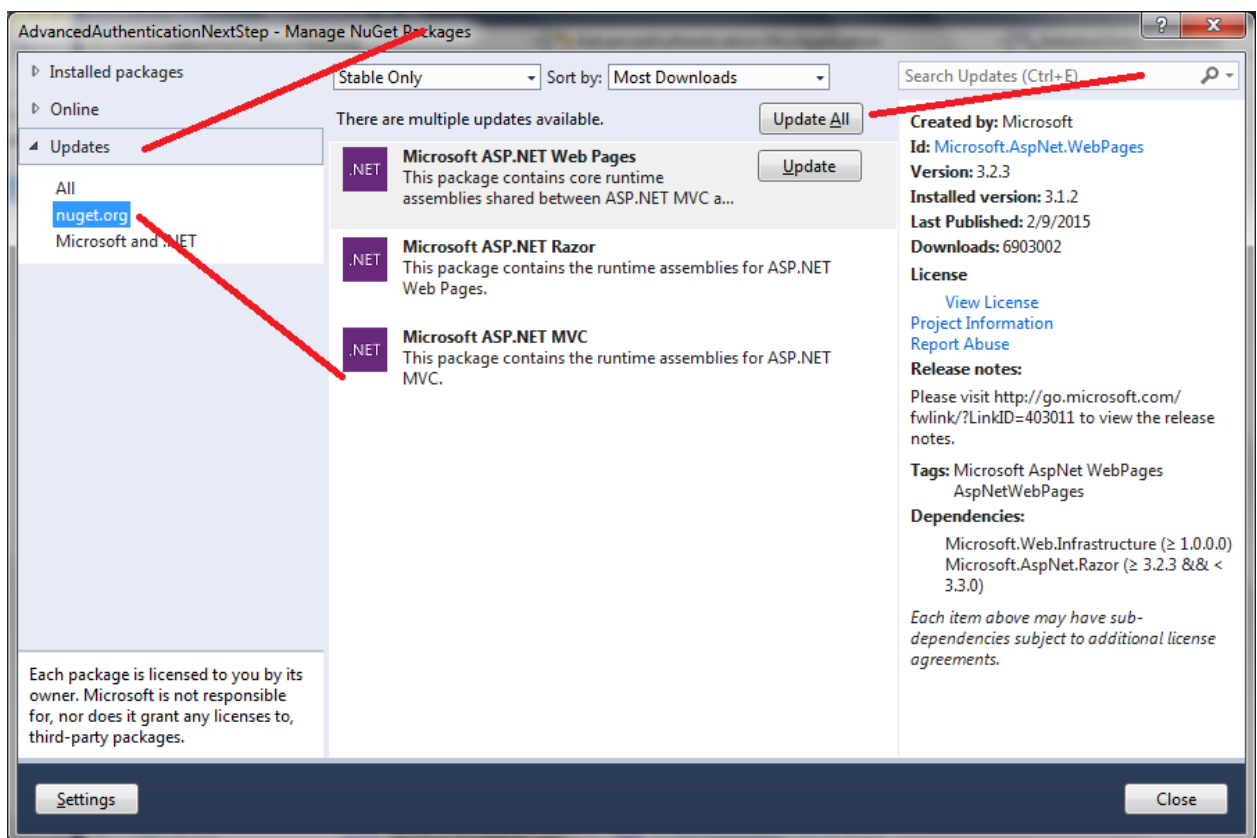 AdvancedAuthenticationNextStep - Manage NuGet Packages
?
X
Installed packages
Online
Updates
All
nuget.org
Microsoft and .NET
Each package is licensed to you by its
owner. Microsoft is not responsible
for, nor does it grant any licenses to,
third-party packages.
Stable Only
Sort by: Most Downloads
There are multiple updates available.
Update All
.NET
Microsoft ASP.NET Web Pages
This package contains core runtime
assemblies shared between ASP.NET MVC a...
Update
.NET
Microsoft ASP.NET Razor
This package contains the runtime assemblies for ASP.NET
Web Pages.
.NET
Microsoft ASP.NET MVC
This package contains the runtime assemblies for ASP.NET
MVC.
Search Updates (Ctrl+E)
Created by: Microsoft
Id: Microsoft.AspNet.WebPages
Version: 3.2.3
Installed version: 3.1.2
Last Published: 2/9/2015
Downloads: 6903002
License
View License
Project Information
Report Abuse
Release notes:
Please visit http://go.microsoft.com/
fwlink/?LinkID=403011 to view the release
notes.
Tags: Microsoft AspNet WebPages
AspNetWebPages
Dependencies:
Microsoft.Web.Infrastructure (≥ 1.0.0.0)
Microsoft.AspNet.Razor (≥ 3.2.3 && <
3.3.0)
Each item above may have sub-
dependencies subject to additional license
agreements.
Settings
Close